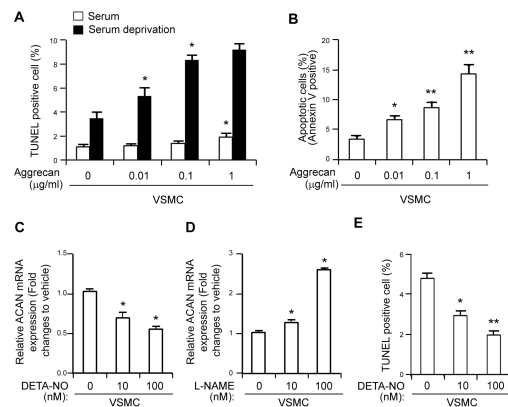 A
Serum
Serum deprivation
TUNEL positive cell (%)
10
8
6
4
2
0
*
*
*
Aggrecan
(μg/ml)
0
0.01
0.1
1
VSMC
B
Apoptotic cells (%)
(Annexin V positive)
20
15
10
5
0
*
**
**
Aggrecan
(μg/ml)
0
0.01
0.1
1
VSMC
C
Relative ACAN mRNA
expression (Fold
changes to vehicle)
1.5
1.0
0.5
0.0
*
*
DETA-NO
(nM):
0
10
100
VSMC
D
Relative ACAN mRNA
expression (Fold
changes to vehicle)
3
2
1
0
*
*
L-NAME
(nM):
0
10
100
VSMC
E
TUNEL positive cell (%)
6
4
2
0
*
**
DETA-NO
(nM):
0
10
100
VSMC